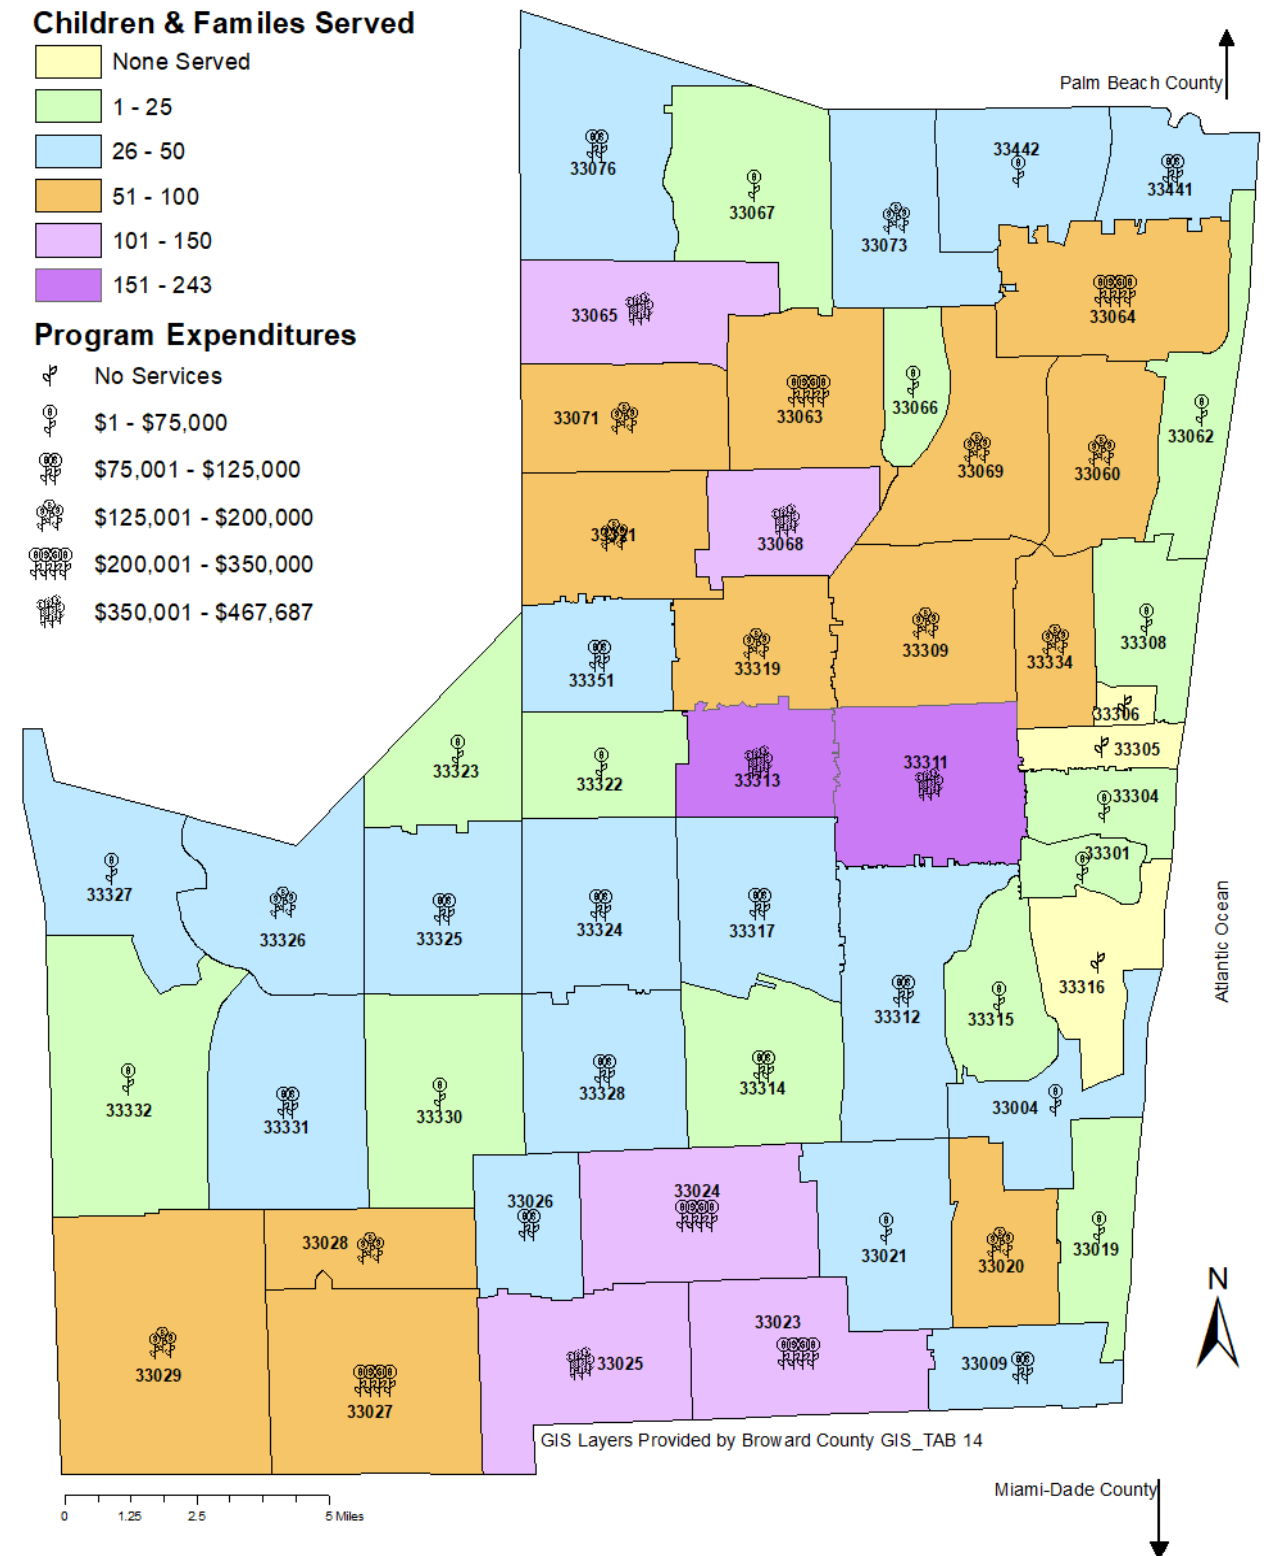 Children & Familes Served
None Served
1 - 25
26 - 50
51 - 100
101 - 150
151 - 243
Program Expenditures
No Services
$1 - $75,000
$75,001 - $125,000
$125,001 - $200,000
$200,001 - $350,000
$350,001 - $467,687
Palm Beach County
33442
33076
33441
33067
33073
33065
33064
33066
33071
33063
33062
33069
33060
33321
33068
33308
33309
33334
33319
33351
33306
33305
33311
33323
33313
33322
33304
33301
33327
33324
33317
33325
33326
33316
Atlantic Ocean
33312
33315
33314
33328
33004
33332
33330
33331
33024
33026
33028
33019
33021
33020
N
33023
33025
33009
33029
33027
GIS Layers Provided by Broward County GIS_TAB 14
Miami-Dade County
0 1.25 2.5 5 Miles